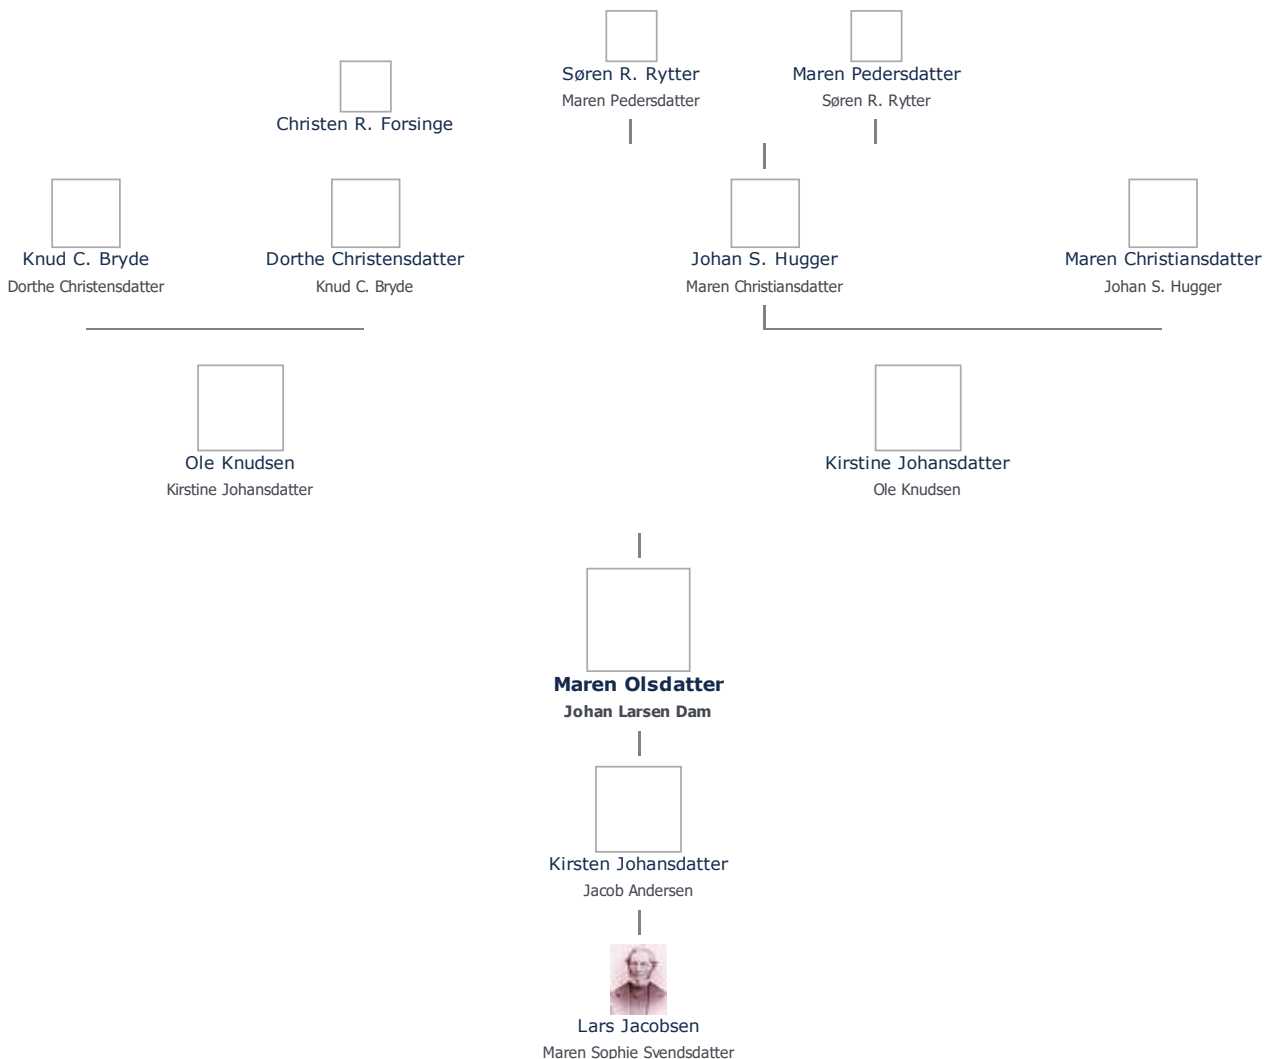 Søren R. Rytter
Maren Pedersdatter
Maren Pedersdatter
Søren R. Rytter
Christen R. Forsinge
Knud C. Bryde
Dorthe Christensdatter
Dorthe Christensdatter
Knud C. Bryde
Johan S. Hugger
Maren Christiansdatter
Maren Christiansdatter
Johan S. Hugger
Ole Knudsen
Kirstine Johansdatter
Kirstine Johansdatter
Ole Knudsen
Maren Olsdatter
Johan Larsen Dam
Kirsten Johansdatter
Jacob Andersen
Lars Jacobsen
Maren Sophie Svendsdatter